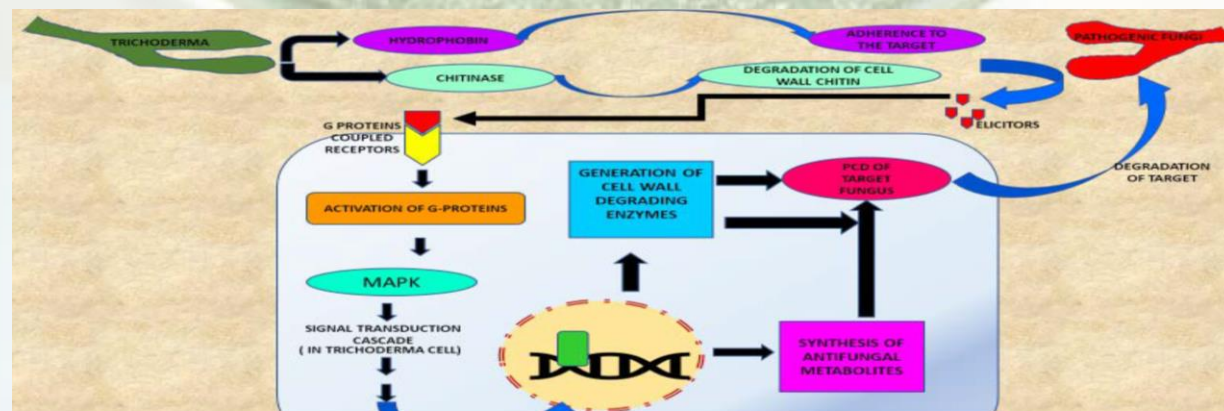 TRICHODERMA
HYDROPHOBIN
ADHERENCE TO
THE TARGET
PATHOGENIC FUNGI
CHITINASE
DEGRADATION OF CELL
WALL CHITIN
ELICITORS
G PROTEINS
COUPLED
RECEPTORS
ACTIVATION OF G-PROTEINS
MAPK
SIGNAL TRANSDUCTION
CASCADE
( IN TRICHODERMA CELL)
GENERATION OF
CELL WALL
DEGRADING
ENZYMES
PCD OF
TARGET
FUNGUS
DEGRADATION
OF TARGET
SYNTHESIS OF
ANTIFUNGAL
METABOLITES